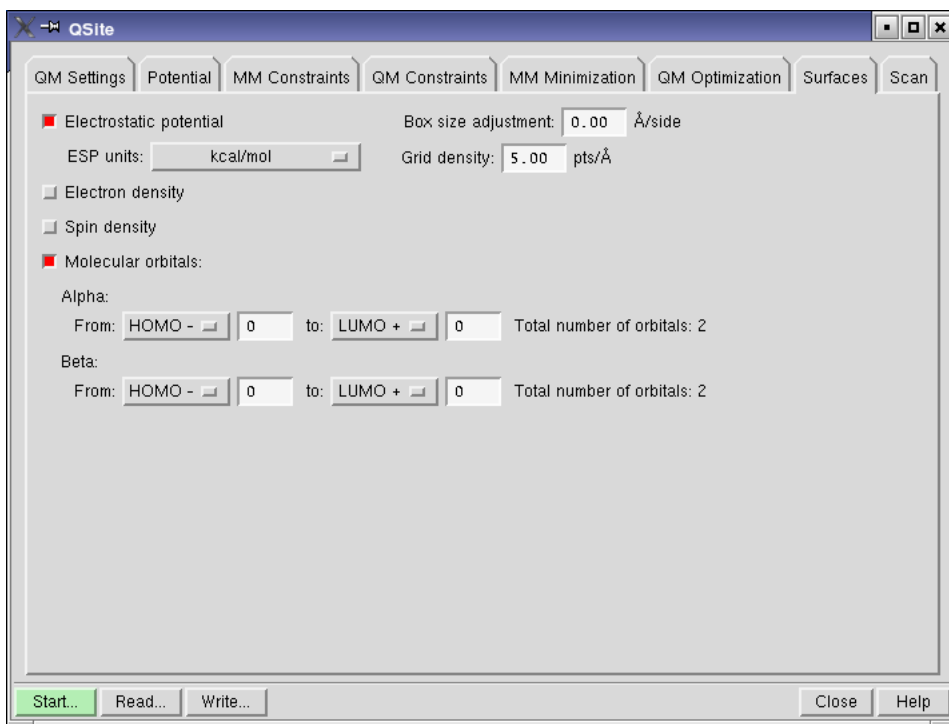 QSite
QM Settings Potential MM Constraints QM Constraints MM Minimization QM Optimization Surfaces Scan
Electrostatic potential Box size adjustment: 0.00 Å/side
ESP units: kcal/mol Grid density: 5.00 pts/Å
Electron density
Spin density
Molecular orbitals:
Alpha:
From: HOMO - 0 to: LUMO + 0 Total number of orbitals: 2
Beta:
From: HOMO - 0 to: LUMO + 0 Total number of orbitals: 2
Start... Read... Write... Close Help